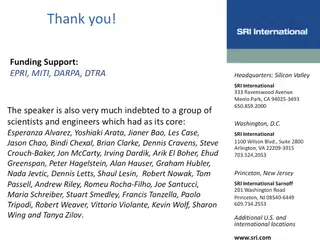 Thank you!
Funding Support:
EPRI, MITI, DARPA, DTRA
The speaker is also very much indebted to a group of
scientists and engineers which had as its core:
Esperanza Alvarez, Yoshiaki Arata, Jianer Bao, Les Case,
Jason Chao, Bindi Chexal, Brian Clarke, Dennis Cravens, Steve
Crouch-Baker, Jon McCarty, Irving Dardik, Arik El Boher, Ehud
Greenspan, Peter Hagelstein, Alan Hauser, Graham Hubler,
Nada Jevtic, Dennis Letts, Shaul Lesin, Robert Nowak, Tom
Passell, Andrew Riley, Romeu Rocha-Filho, Joe Santucci,
Maria Schreiber, Stuart Smedley, Francis Tanzella, Paolo
Tripodi, Robert Weaver, Vittorio Violante, Kevin Wolf, Sharon
Wing and Tanya Zilov.
SRI International
Headquarters: Silicon Valley
SRI International
333 Ravenswood Avenue
Menlo Park, CA 94025-3493
650.859.2000
Washington, D.C.
SRI International
1100 Wilson Blvd., Suite 2800
Arlington, VA 22209-3915
703.524.2053
Princeton, New Jersey
SRI International Sarnoff
201 Washington Road
Princeton, NJ 08540-6449
609.734.2553
Additional U.S. and
international locations
www.sri.com